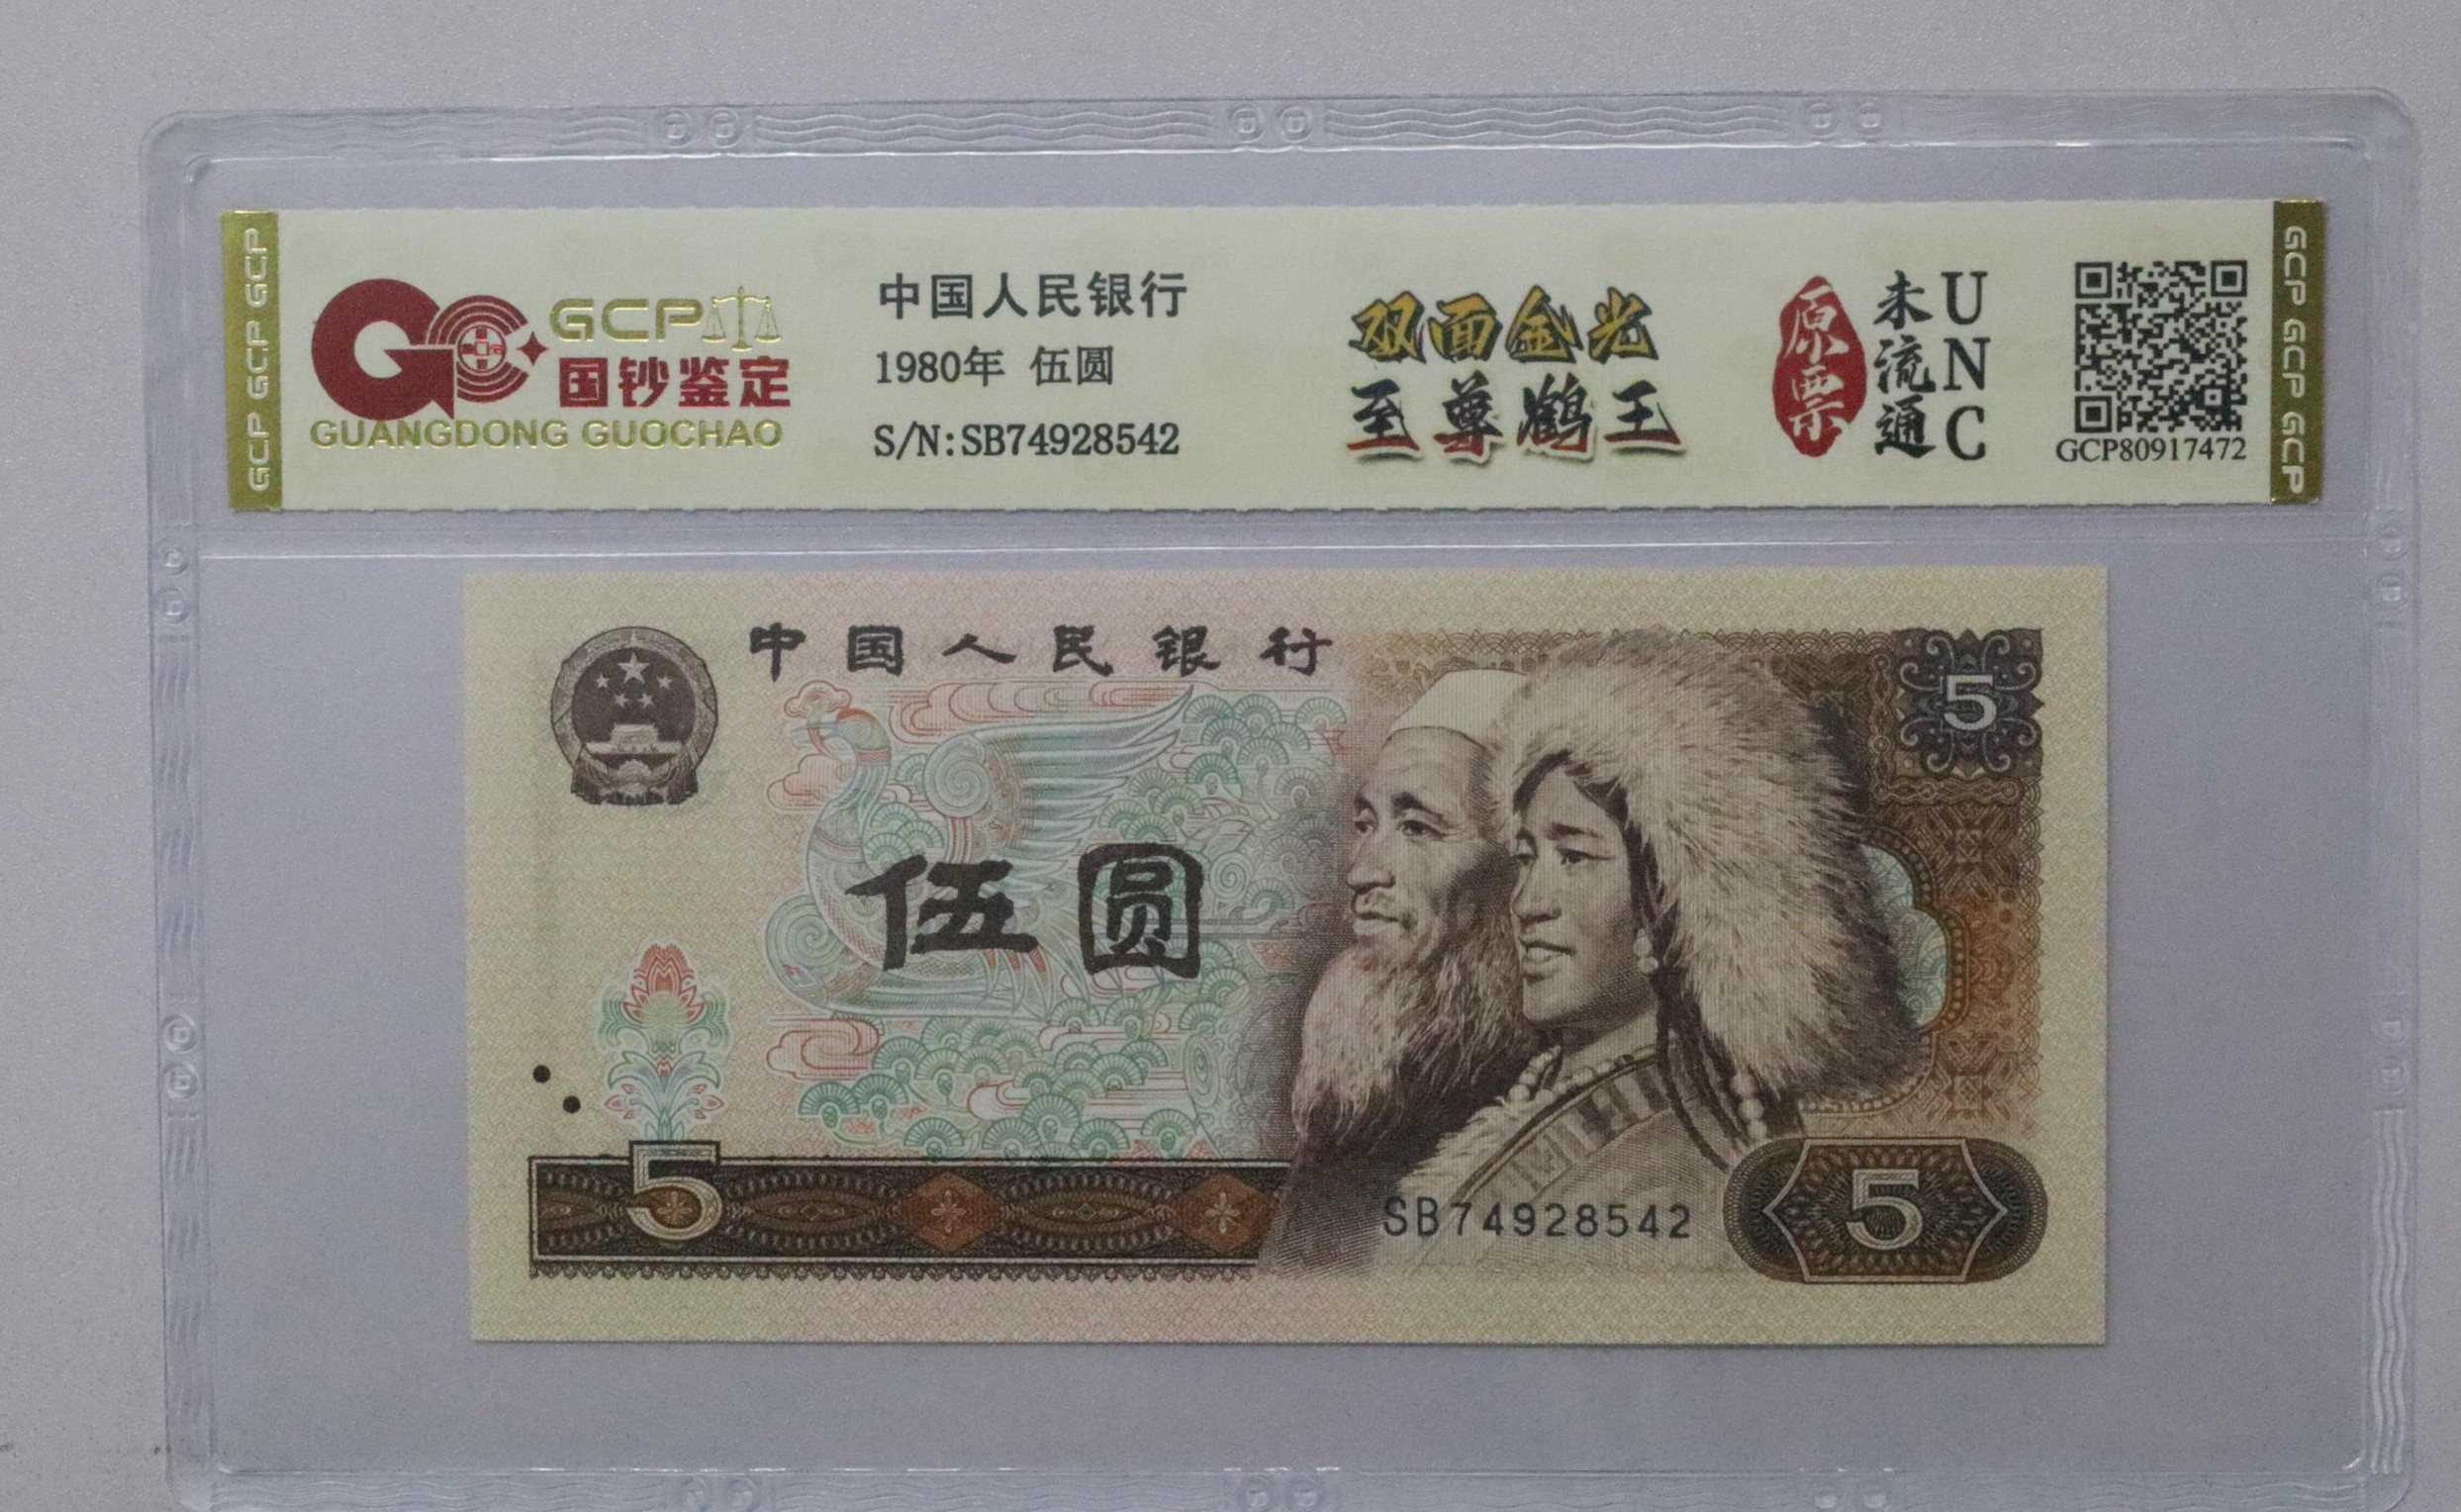 GCP GCP GCP
GCP
国钞鉴定
GUANGDONG GUOCHAO
中国人民银行
1980年 伍圆
S/N:SB74928542
双面金光
至尊鹤王
原票
未流通
UNC
GCP80917472
GCP GCP GCP
中国人民银行
5
伍圆
5
SB74928542
5